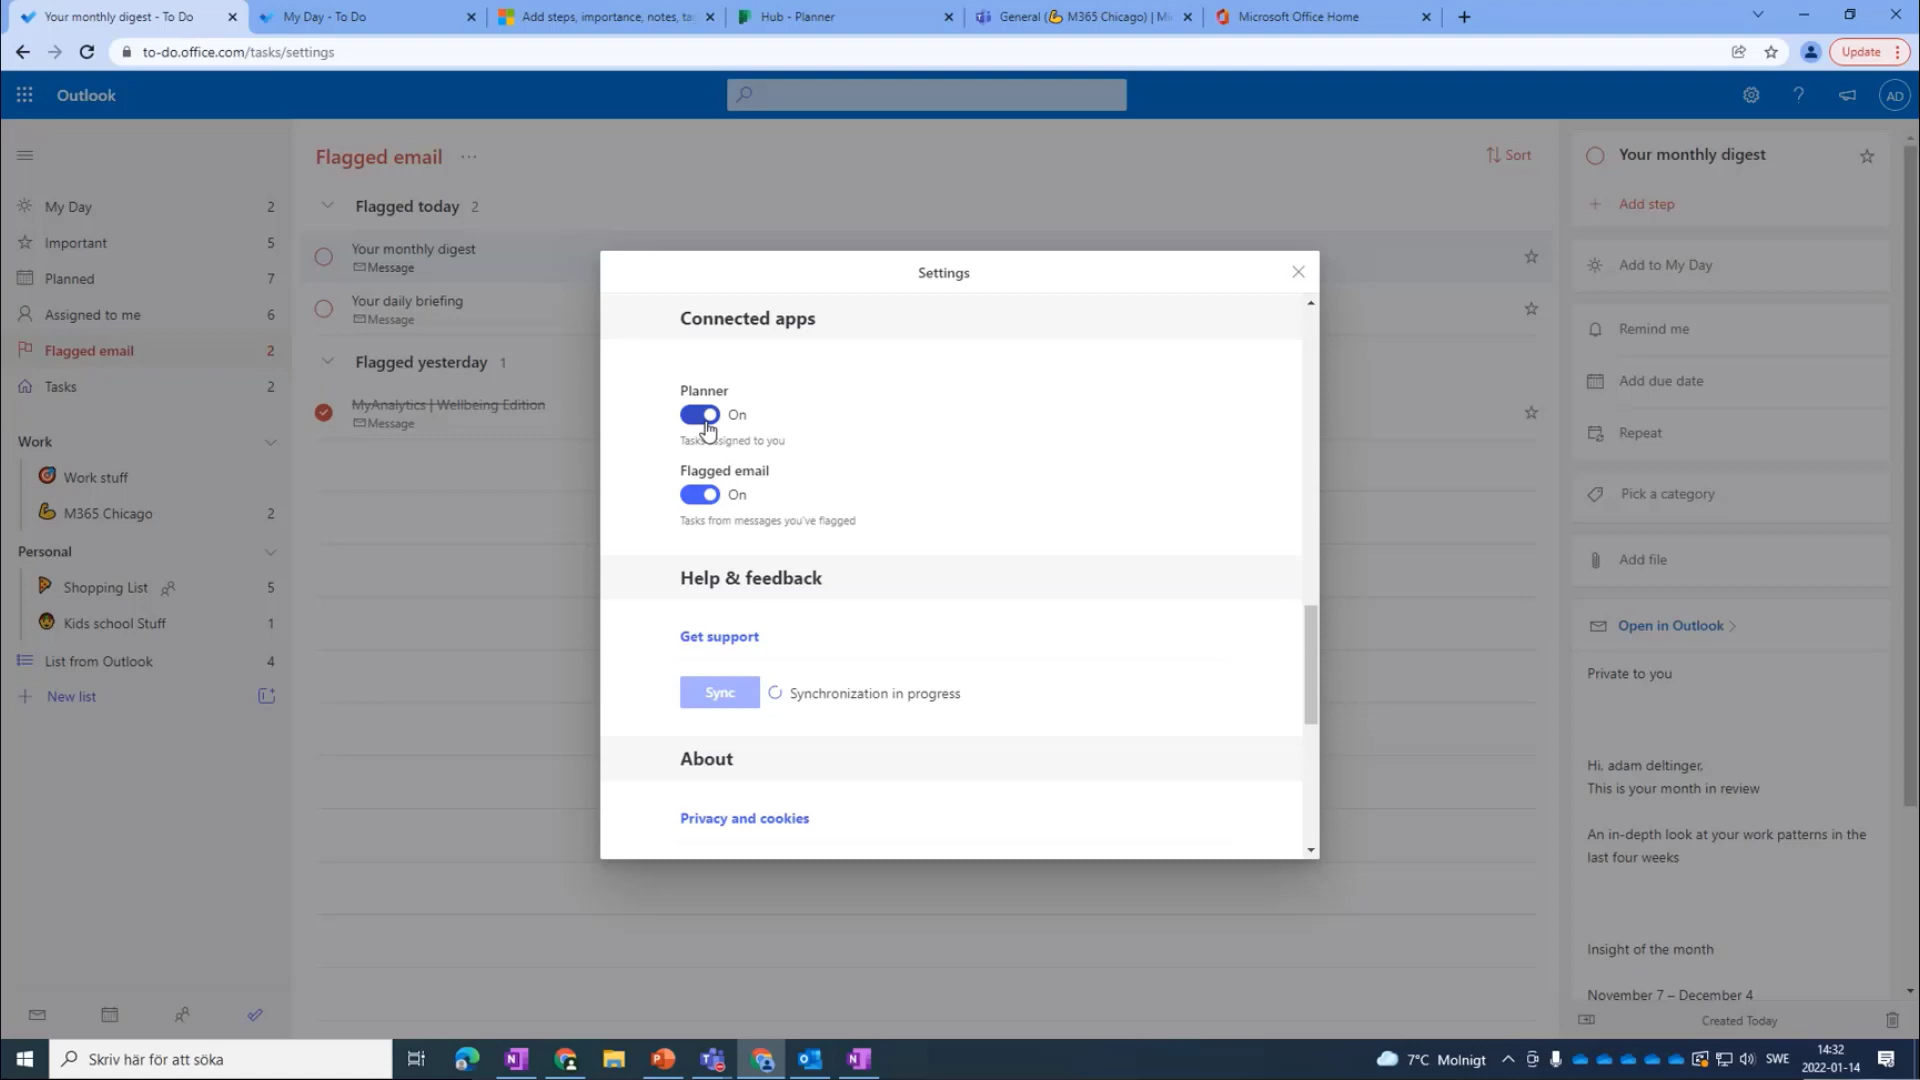 Your monthly digest - To Do
My Day - To Do
Add steps, importance, notes, ta
Hub - Planner
General (💪 M365 Chicago) | Mi
Microsoft Office Home
to-do.office.com/tasks/settings
Update
Outlook
AD
My Day 2
Important 5
Planned 7
Assigned to me 6
Flagged email 2
Tasks 2
Work
Work stuff
M365 Chicago 2
Personal
Shopping List 5
Kids school Stuff 1
List from Outlook 4
New list
Flagged email ...
Sort
Flagged today 2
Your monthly digest
Message
Your daily briefing
Message
Flagged yesterday 1
MyAnalytics | Wellbeing Edition
Message
Settings
Connected apps
Planner
On
Tasks assigned to you
Flagged email
On
Tasks from messages you've flagged
Help & feedback
Get support
Sync
Synchronization in progress
About
Privacy and cookies
Your monthly digest
Add step
Add to My Day
Remind me
Add due date
Repeat
Pick a category
Add file
Open in Outlook
Private to you
Hi, adam deltinger,
This is your month in review
An in-depth look at your work patterns in the
last four weeks
Insight of the month
November 7 – December 4
Created Today
Skriv här för att söka
7°C Molnigt
SWE
14:32
2022-01-14